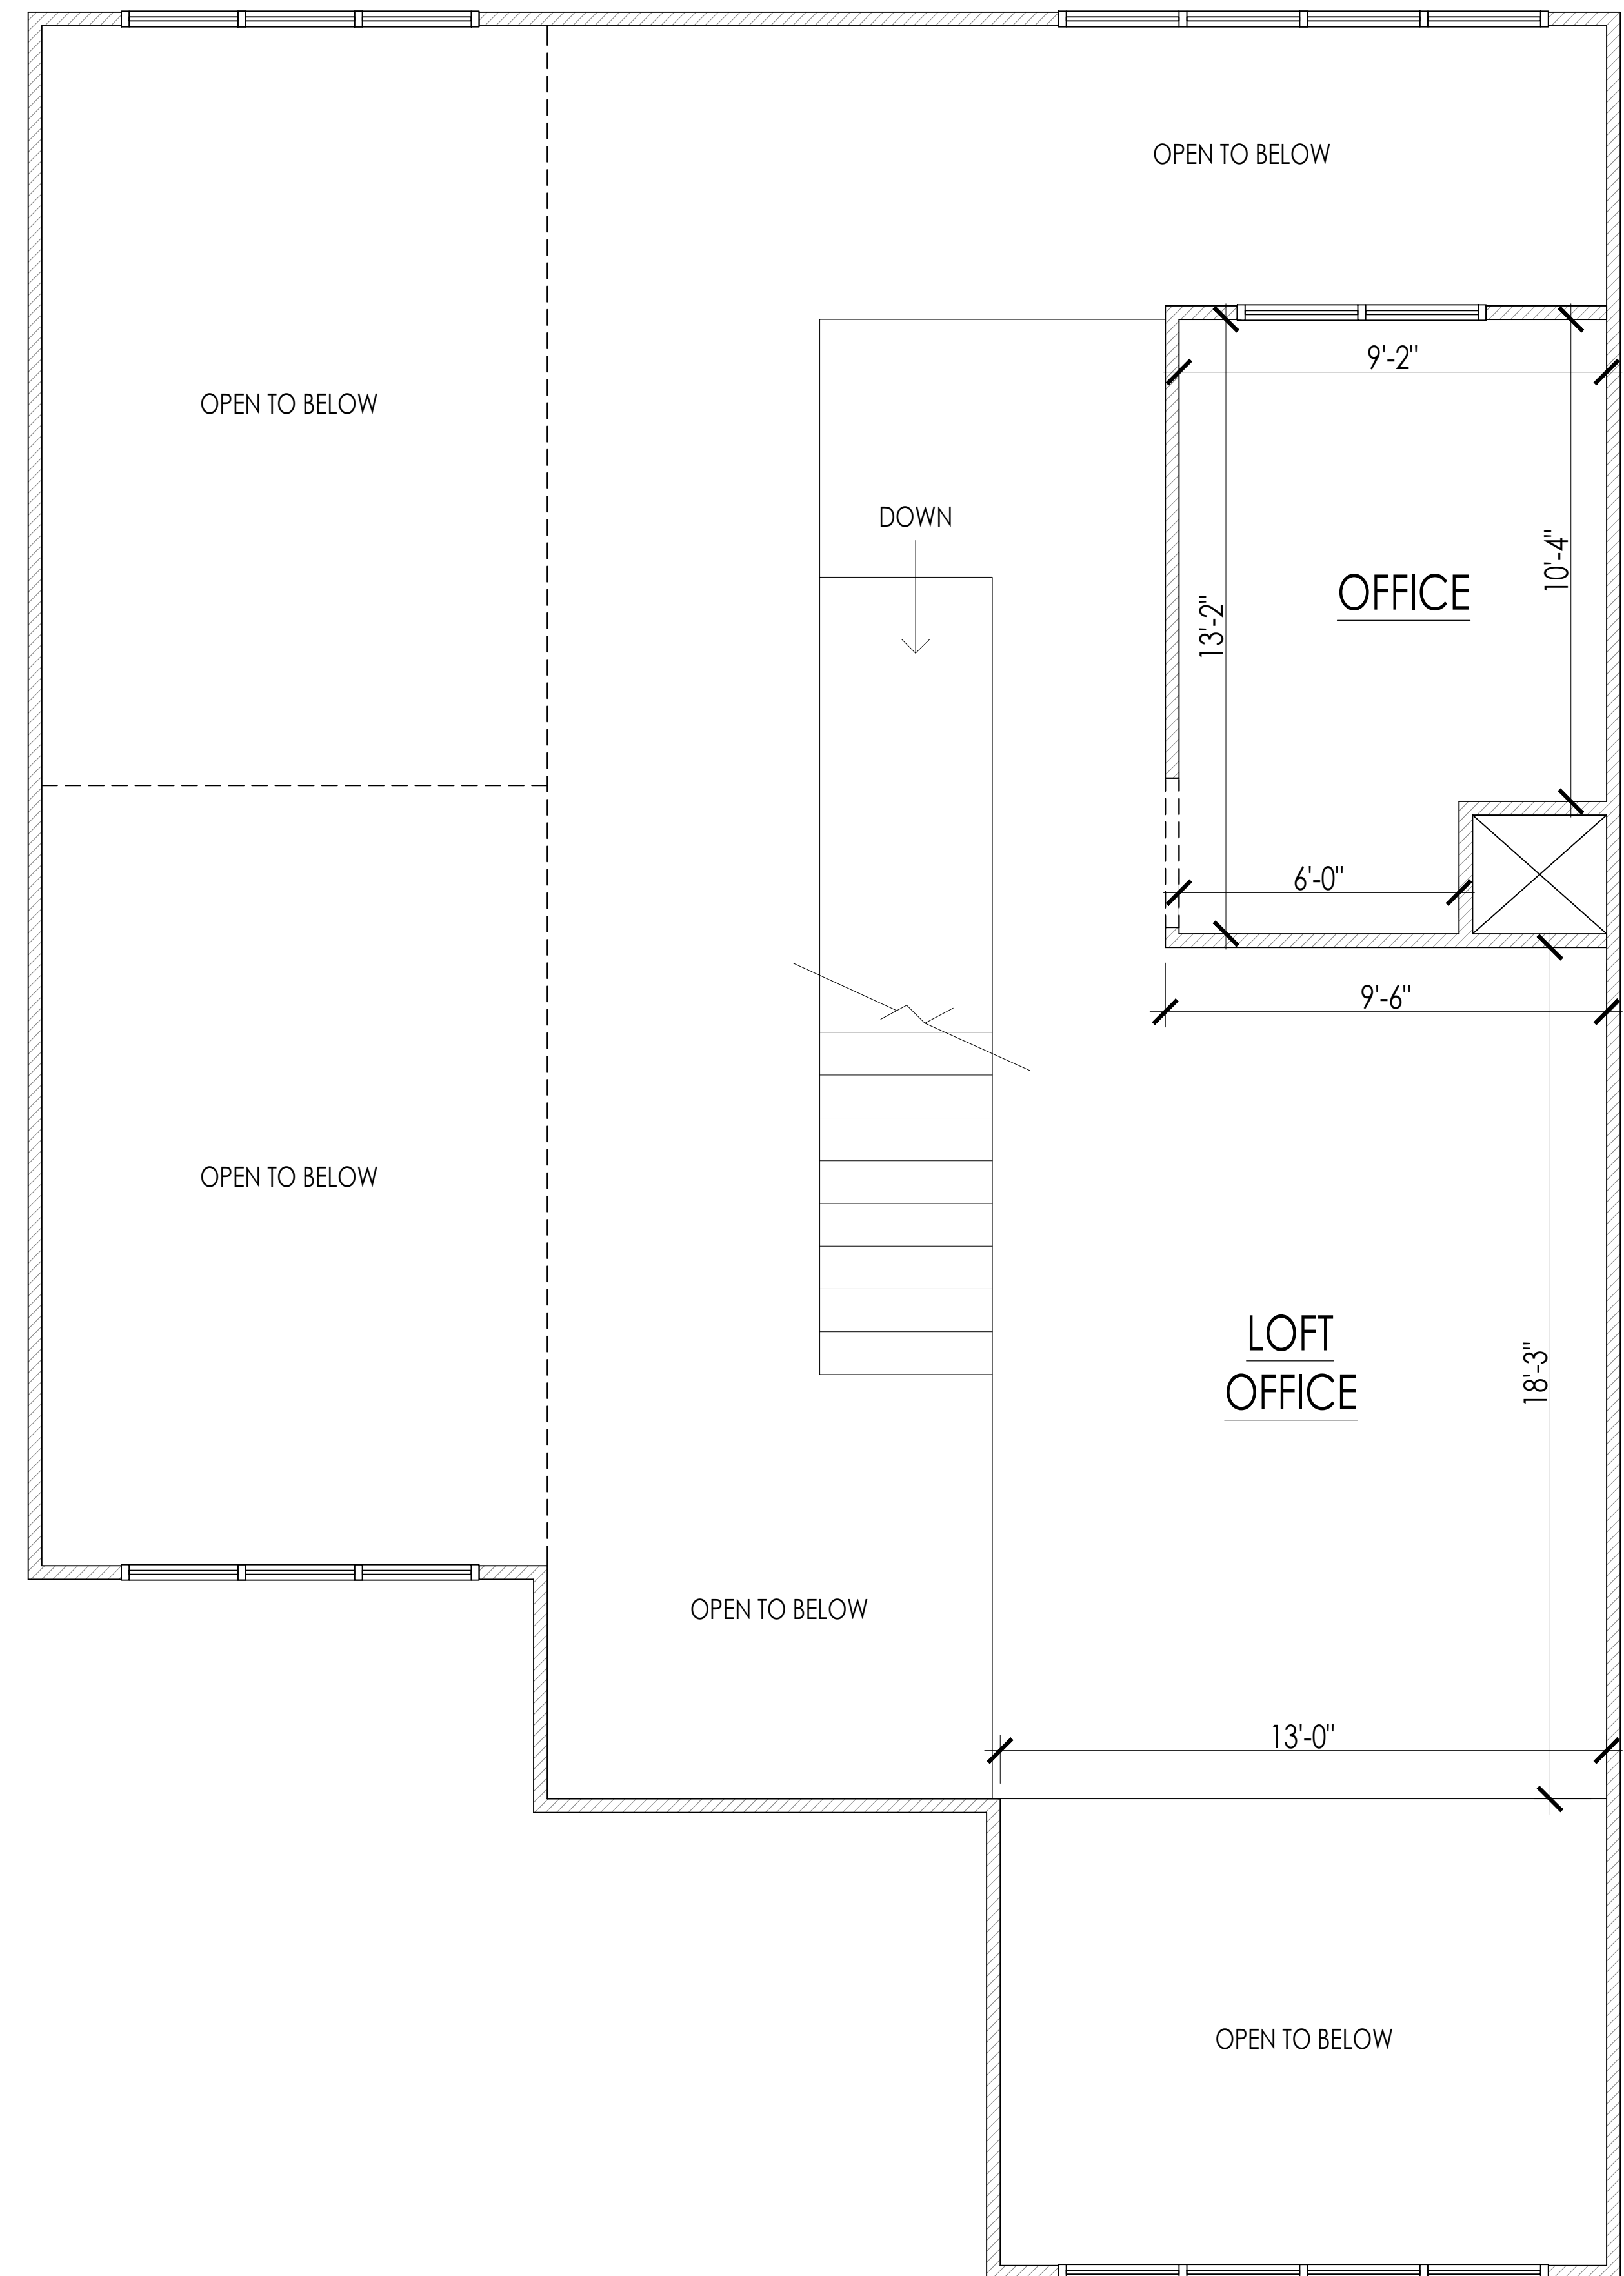 OPEN TO BELOW
9'-2"
OPEN TO BELOW
DOWN
10'-4"
OFFICE
13'-2"
6'-0"
9'-6"
OPEN TO BELOW
LOFT
OFFICE
18'-3"
OPEN TO BELOW
13'-0"
OPEN TO BELOW